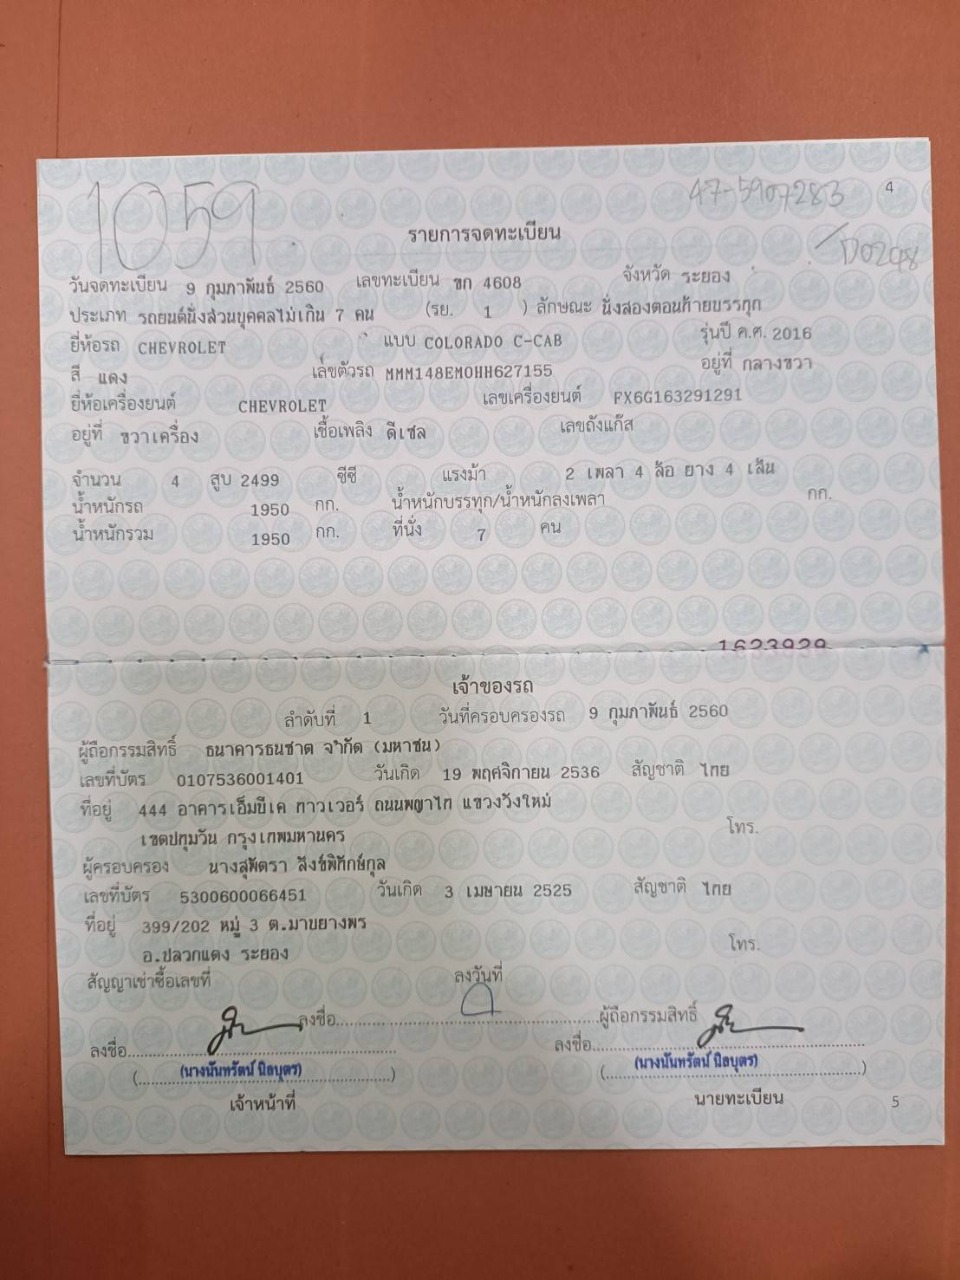 1059
47-5907283
4
/D0298
รายการจดทะเบียน
วันจดทะเบียน 9 กุมภาพันธ์ 2560 เลขทะเบียน ขก 4608 จังหวัด ระยอง
ประเภท รถยนต์นั่งส่วนบุคคลไม่เกิน 7 คน (รย. 1 ) ลักษณะ นั่งสองตอนท้ายบรรทุก
ยี่ห้อรถ CHEVROLET แบบ COLORADO C-CAB รุ่นปี ค.ศ. 2016
สี แดง เลขตัวรถ MMM148EM0HH627155 อยู่ที่ กลางขวา
ยี่ห้อเครื่องยนต์ CHEVROLET เลขเครื่องยนต์ FX6G163291291
อยู่ที่ ขวาเครื่อง เชื้อเพลิง ดีเซล เลขถังแก๊ส
จำนวน 4 สูบ 2499 ซีซี แรงม้า 2 เพลา 4 ล้อ ยาง 4 เส้น
น้ำหนักรถ 1950 กก. น้ำหนักบรรทุก/น้ำหนักลงเพลา กก.
น้ำหนักรวม 1950 กก. ที่นั่ง 7 คน
1623929
เจ้าของรถ
ลำดับที่ 1 วันที่ครอบครองรถ 9 กุมภาพันธ์ 2560
ผู้ถือกรรมสิทธิ์ ธนาคารธนชาต จำกัด (มหาชน)
เลขที่บัตร 0107536001401 วันเกิด 19 พฤศจิกายน 2536 สัญชาติ ไทย
ที่อยู่ 444 อาคารเอ็มบีเค ทาวเวอร์ ถนนพญาไท แขวงวังใหม่
เขตปทุมวัน กรุงเทพมหานคร โทร.
ผู้ครอบครอง นางสุพัตรา สิงข์พิทักษ์กุล
เลขที่บัตร 5300600066451 วันเกิด 3 เมษายน 2525 สัญชาติ ไทย
ที่อยู่ 399/202 หมู่ 3 ต.มาบยางพร
อ.ปลวกแดง ระยอง โทร.
สัญญาเช่าซื้อเลขที่ ลงวันที่
ลงชื่อ ผู้ถือกรรมสิทธิ์
ลงชื่อ ลงชื่อ
(นางนันทรัตน์ นิลบุตร) (นางนันทรัตน์ นิลบุตร)
เจ้าหน้าที่ นายทะเบียน
5